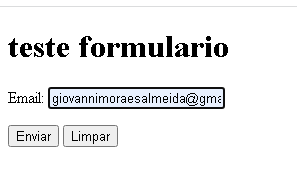 teste formulario
Email: giovannimoraesalmeida@gma
Enviar Limpar